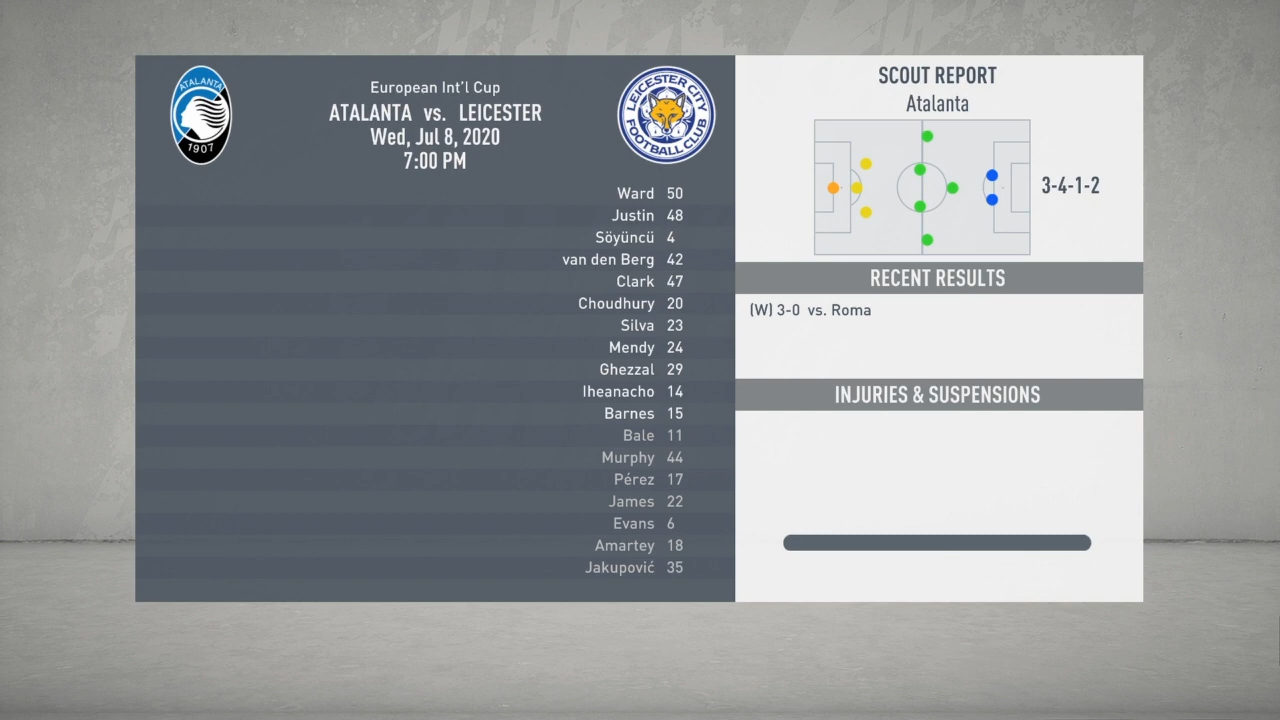 ATALANTA
1907
European Int'l Cup
ATALANTA vs. LEICESTER
Wed, Jul 8, 2020
7:00 PM
LEICESTER CITY
FOOTBALL CLUB
Ward 50
Justin 48
Söyüncü 4
van den Berg 42
Clark 47
Choudhury 20
Silva 23
Mendy 24
Ghezzal 29
Iheanacho 14
Barnes 15
Bale 11
Murphy 44
Pérez 17
James 22
Evans 6
Amartey 18
Jakupović 35
SCOUT REPORT
Atalanta
3-4-1-2
RECENT RESULTS
(W) 3-0 vs. Roma
INJURIES & SUSPENSIONS